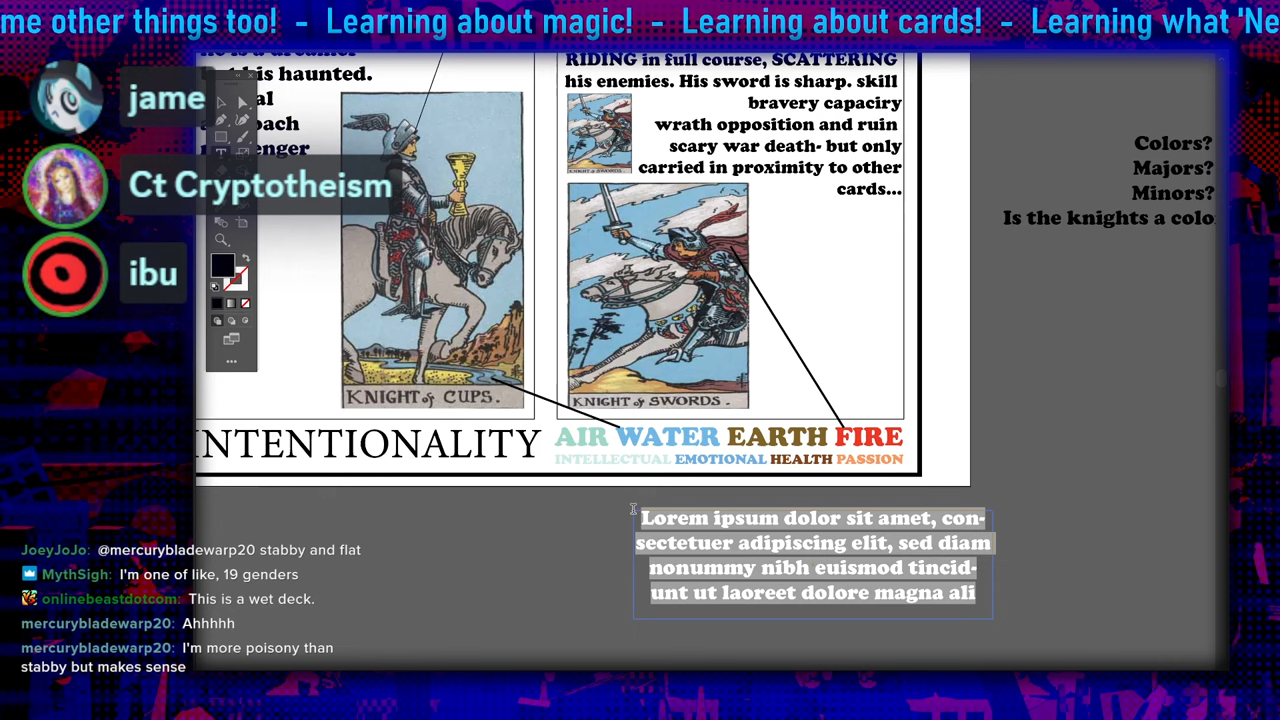 me other things too! - Learning about magic! - Learning about cards! - Learning what 'Ne
jame
Ct Cryptotheism
ibu
his haunted.
al
oach
enger
RIDING in full course, SCATTERING
his enemies. His sword is sharp. skill
bravery capaciry
wrath opposition and ruin
scary war death- but only
carried in proximity to other
cards...
KNIGHT of SWORDS.
KNIGHT of CUPS.
KNIGHT of SWORDS.
Colors?
Majors?
Minors?
Is the knights a colo
INTENTIONALITY
AIR WATER EARTH FIRE
INTELLECTUAL EMOTIONAL HEALTH PASSION
Lorem ipsum dolor sit amet, con-
sectetuer adipiscing elit, sed diam
nonummy nibh euismod tincid-
unt ut laoreet dolore magna ali
JoeyJoJo: @mercurybladewarp20 stabby and flat
MythSigh: I'm one of like, 19 genders
onlinebeastdotcom: This is a wet deck.
mercurybladewarp20: Ahhhhh
mercurybladewarp20: I'm more poisony than
stabby but makes sense